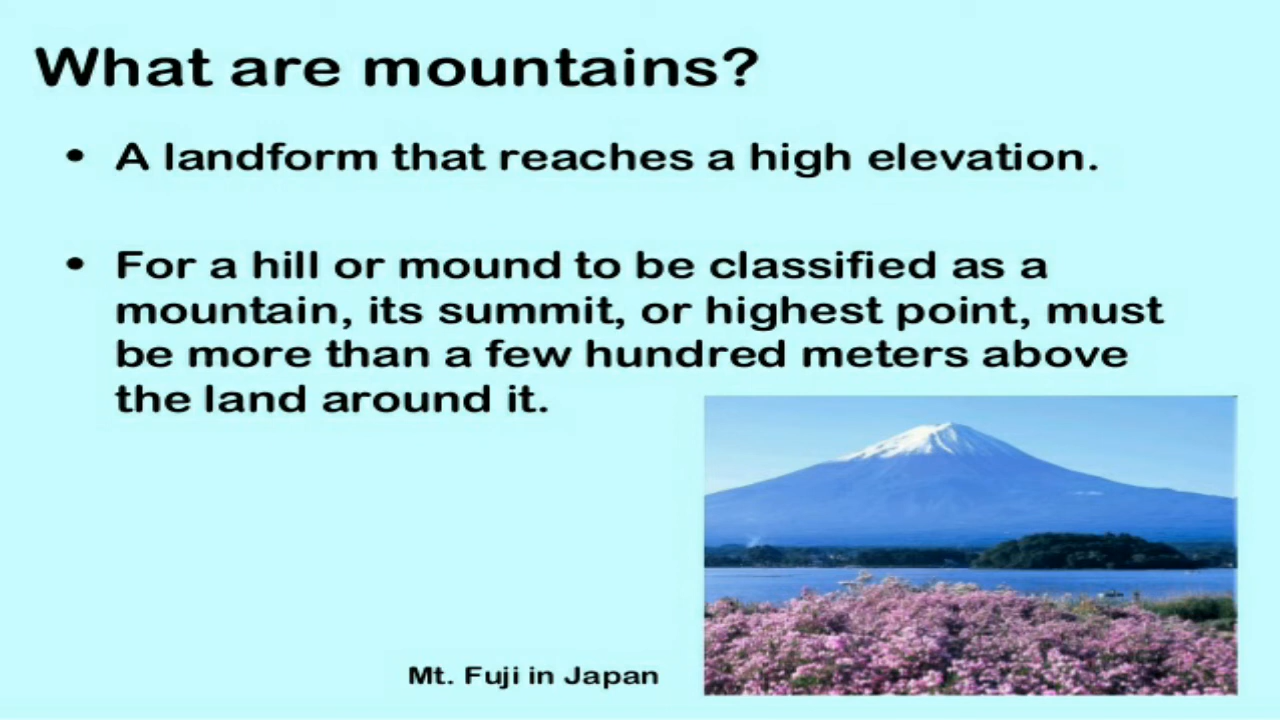 What are mountains?
• A landform that reaches a high elevation.
• For a hill or mound to be classified as a
mountain, its summit, or highest point, must
be more than a few hundred meters above
the land around it.
Mt. Fuji in Japan